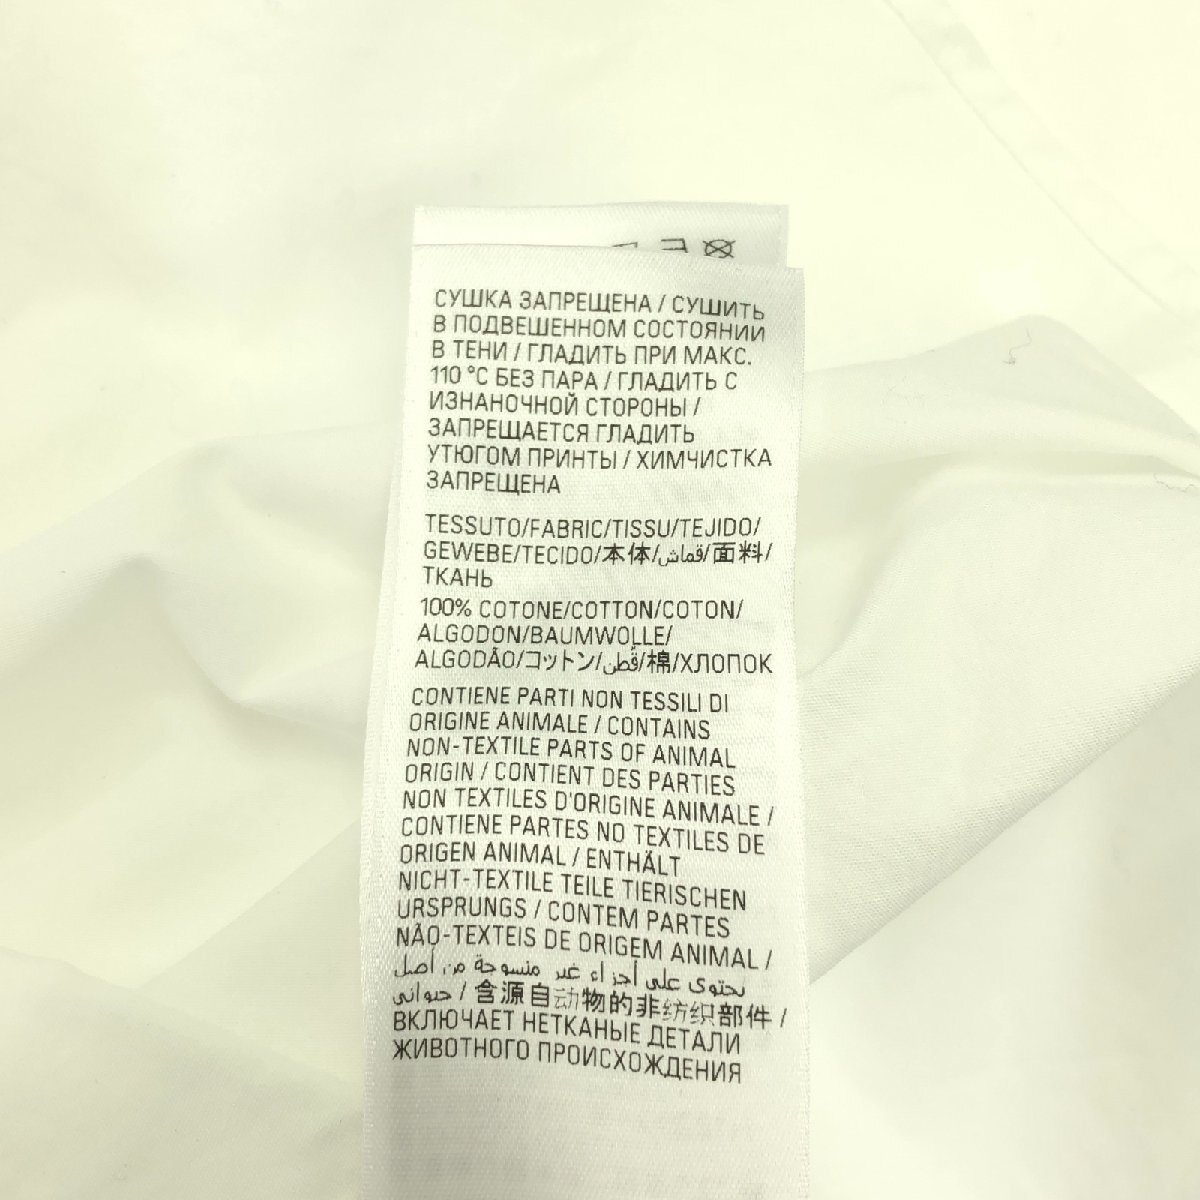 СУШКА ЗАПРЕЩЕНА / СУШИТЬ
В ПОДВЕШЕННОМ СОСТОЯНИИ
В ТЕНИ / ГЛАДИТЬ ПРИ МАКС.
110 °C БЕЗ ПАРА / ГЛАДИТЬ С
ИЗНАНОЧНОЙ СТОРОНЫ /
ЗАПРЕЩАЕТСЯ ГЛАДИТЬ
УТЮГОМ ПРИНТЫ / ХИМЧИСТКА
ЗАПРЕЩЕНА
TESSUTO/FABRIC/TISSU/TEJIDO/
GEWEBE/TECIDO/本体/قماش/面料/
ТКАНЬ
100% COTONE/COTTON/COTON/
ALGODON/BAUMWOLLE/
ALGODÃO/コットン/قُطن/棉/ХЛОПОК
CONTIENE PARTI NON TESSILI DI
ORIGINE ANIMALE / CONTAINS
NON-TEXTILE PARTS OF ANIMAL
ORIGIN / CONTIENT DES PARTIES
NON TEXTILES D'ORIGINE ANIMALE /
CONTIENE PARTES NO TEXTILES DE
ORIGEN ANIMAL / ENTHÄLT
NICHT-TEXTILE TEILE TIERISCHEN
URSPRUNGS / CONTEM PARTES
NÃO-TEXTEIS DE ORIGEM ANIMAL /
يحتوي على أجزاء غير منسوجة من أصل
حيواني / 含源自动物的非纺织部件 /
ВКЛЮЧАЕТ НЕТКАНЫЕ ДЕТАЛИ
ЖИВОТНОГО ПРОИСХОЖДЕНИЯ